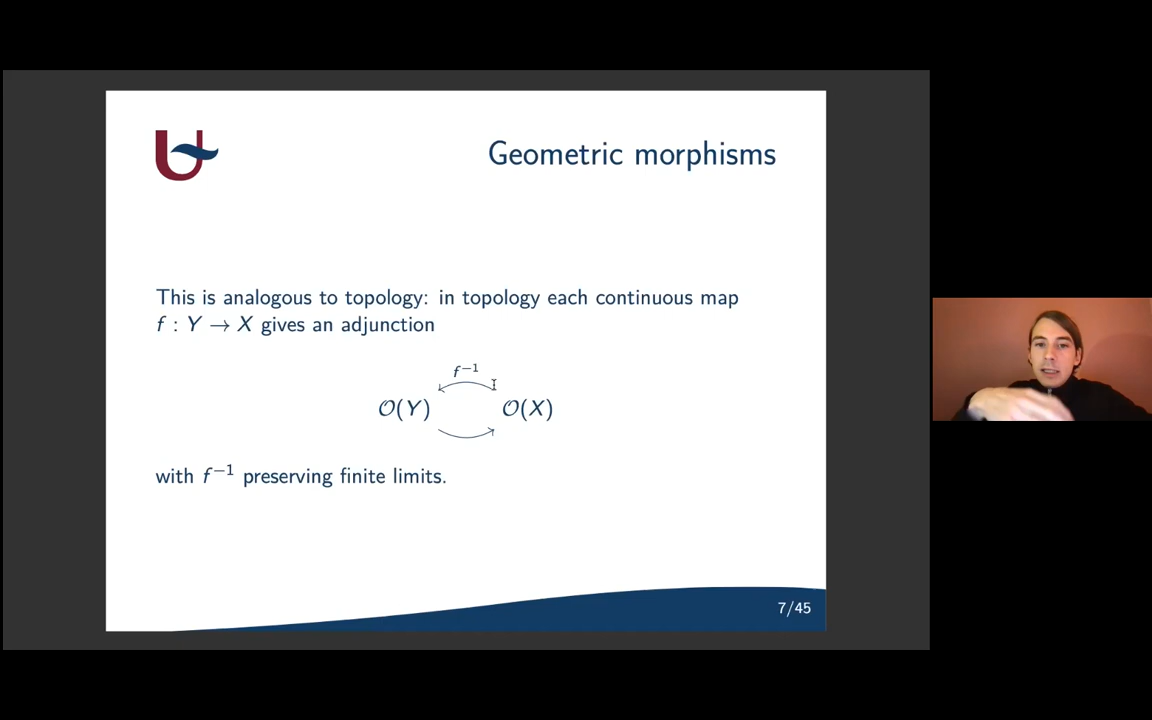 Geometric morphisms
This is analogous to topology: in topology each continuous map
f : Y → X gives an adjunction
f⁻¹
𝒪(Y) 𝒪(X)
with f⁻¹ preserving finite limits.
7/45